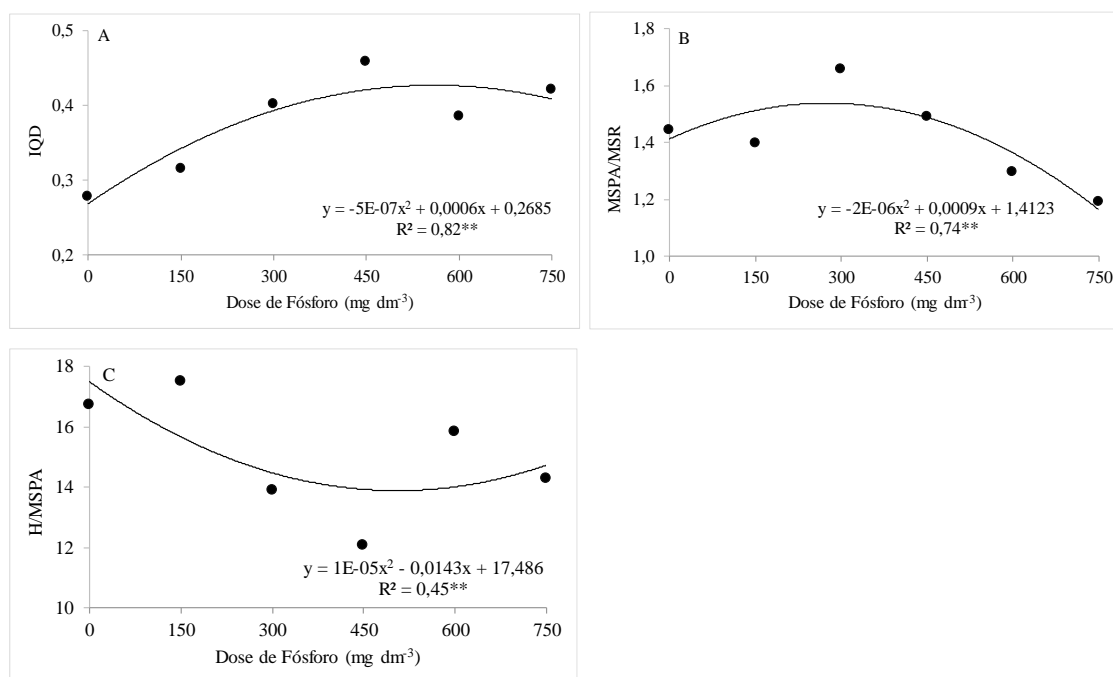 A
0,5
0,4
0,3
0,2
IQD
y = -5E-07x² + 0,0006x + 0,2685
R² = 0,82**
0 150 300 450 600 750
Dose de Fósforo (mg dm⁻³)
B
1,8
1,6
1,4
1,2
1,0
MSPA/MSR
y = -2E-06x² + 0,0009x + 1,4123
R² = 0,74**
0 150 300 450 600 750
Dose de Fósforo (mg dm⁻³)
C
18
16
14
12
10
H/MSPA
y = 1E-05x² - 0,0143x + 17,486
R² = 0,45**
0 150 300 450 600 750
Dose de Fósforo (mg dm⁻³)